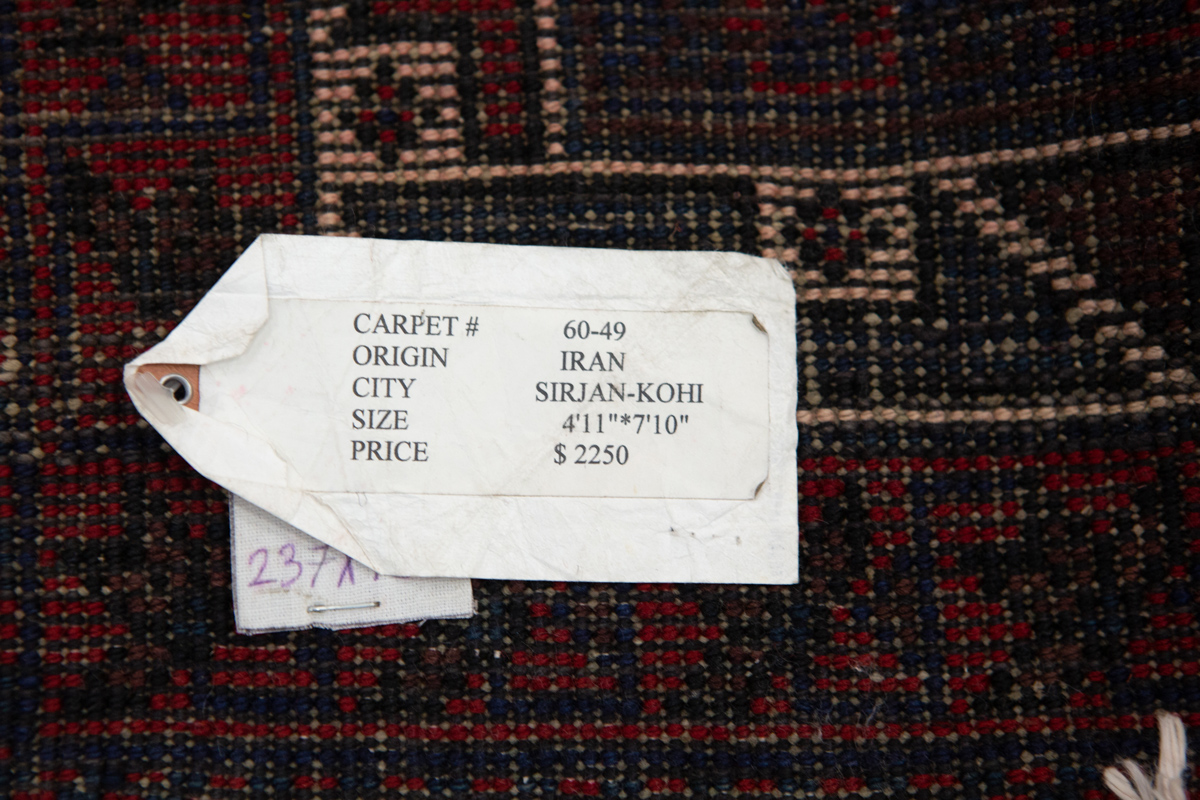 CARPET # 60-49
ORIGIN IRAN
CITY SIRJAN-KOHI
SIZE 4'11"*7'10"
PRICE $ 2250
237x